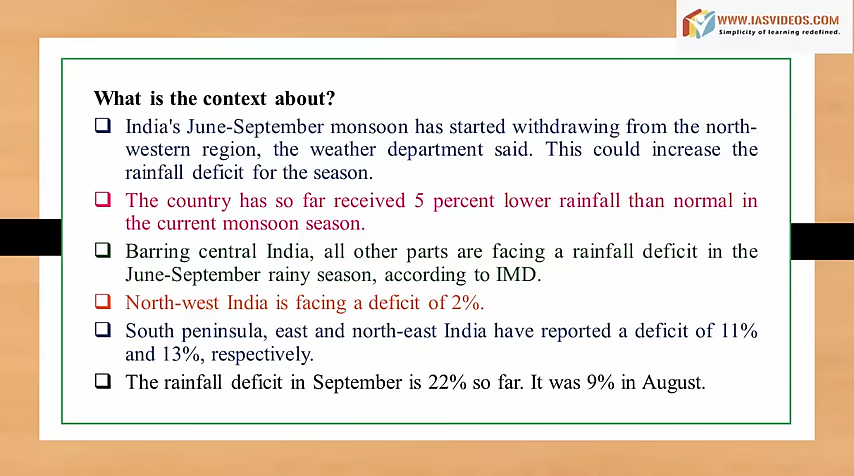 WWW.IASVIDEOS.COM
Simplicity of learning redefined.
What is the context about?
India's June-September monsoon has started withdrawing from the north-
western region, the weather department said. This could increase the
rainfall deficit for the season.
The country has so far received 5 percent lower rainfall than normal in
the current monsoon season.
Barring central India, all other parts are facing a rainfall deficit in the
June-September rainy season, according to IMD.
North-west India is facing a deficit of 2%.
South peninsula, east and north-east India have reported a deficit of 11%
and 13%, respectively.
The rainfall deficit in September is 22% so far. It was 9% in August.